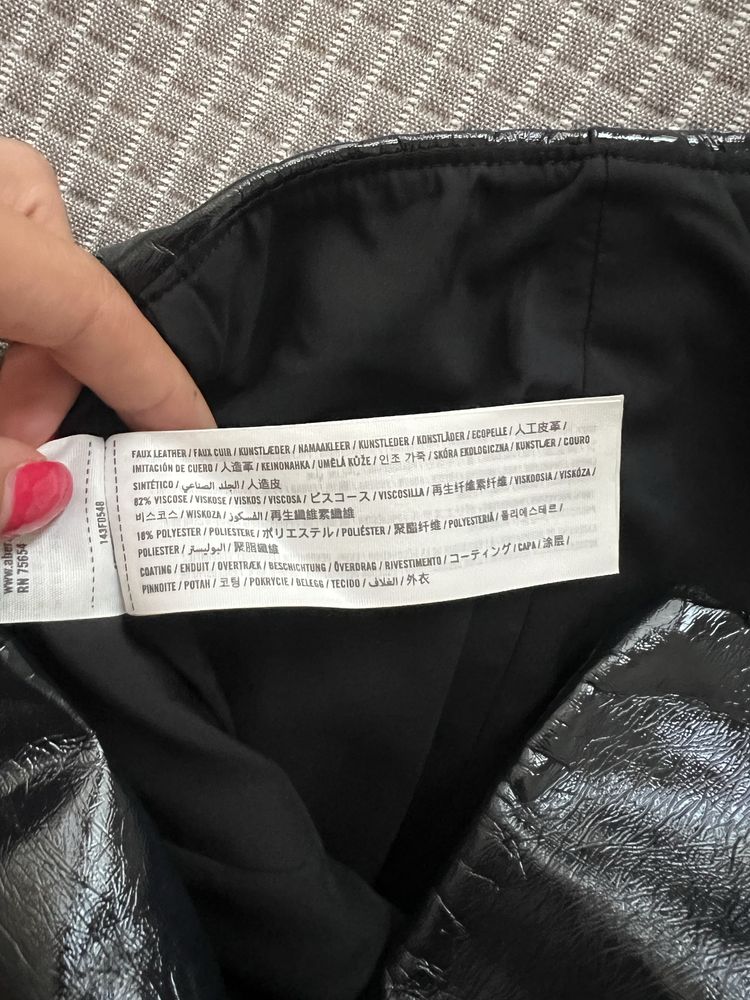 FAUX LEATHER / FAUX CUIR / KUNSTLÆDER / NAMAAKLEER / KUNSTLEDER / KONSTLÄDER / ECOPELLE / 人工皮革 /
IMITACIÓN DE CUERO / 人造革 / KEINONAHKA / UMĚLÁ KŮŽE / 인조 가죽 / SKÓRA EKOLOGICZNA / KUNSTLÆR / COURO
SINTÉTICO / الجلد الصناعي / 人造皮
82% VISCOSE / VISKOSE / VISKOS / VISCOSA / ビスコース / VISCOSILLA / 再生纤维素纤维 / VISKOOSIA / VISKÓZA /
비스코스 / WISKOZA / الفسكوز / 再生纖維素纖維
18% POLYESTER / POLIESTERE / ポリエステル / POLIÉSTER / 聚酯纤维 / POLYESTERIÄ / 폴리에스테르 /
POLIESTER / البوليستر / 聚脂纖維
COATING / ENDUIT / OVERTRÆK / BESCHICHTUNG / ÖVERDRAG / RIVESTIMENTO / コーティング / CAPA / 涂层 /
PINNOITE / POTAH / 코팅 / POKRYCIE / BELEGG / TECIDO / الغلاف / 外衣
143F0548
www.aber
RN 75654